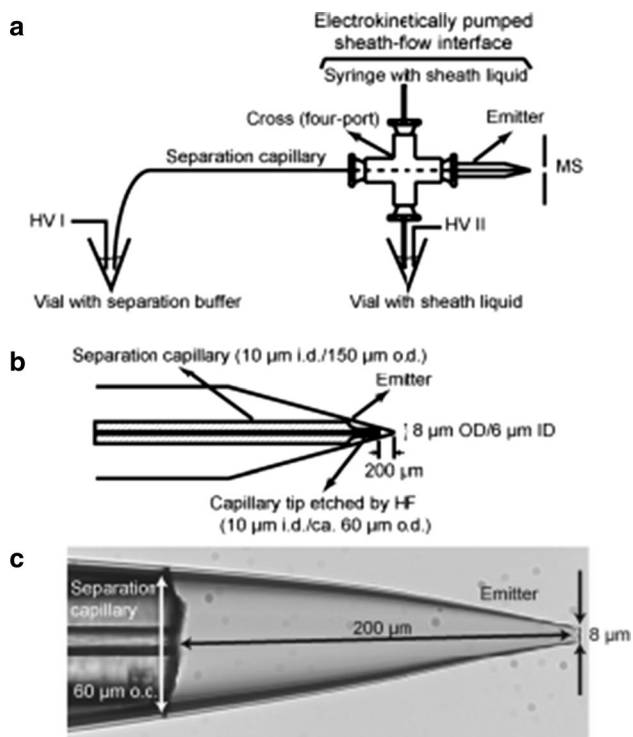 a
Electrokinetically pumped
sheath-flow interface
Syringe with sheath liquid
Cross (four-port)
Emitter
Separation capillary
MS
HV I
HV II
Vial with separation buffer
Vial with sheath liquid
b
Separation capillary (10 µm i.d./150 µm o.d.)
Emitter
8 µm OD/6 µm ID
200 µm
Capillary tip etched by HF
(10 µm i.d./ca. 60 µm o.d.)
c
Separation
capillary
Emitter
200 µm
8 µm
60 µm o.d.